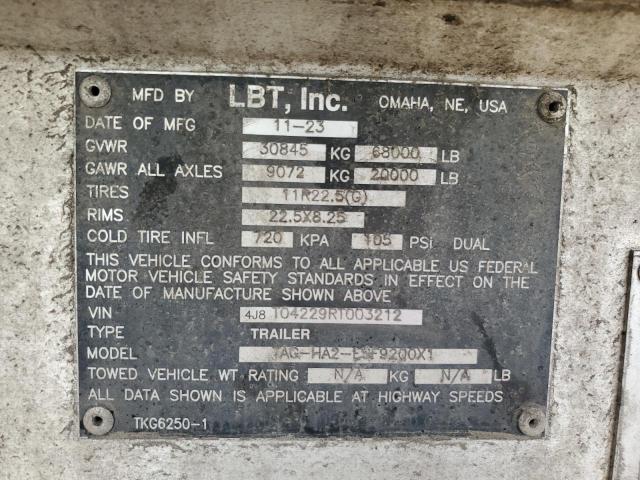 MFD BY LBT, Inc. OMAHA, NE, USA
DATE OF MFG 11-23
GVWR 30845 KG 68000 LB
GAWR ALL AXLES 9072 KG 20000 LB
TIRES 11R22.5(G)
RIMS 22.5X8.25
COLD TIRE INFL 720 KPA 105 PSi DUAL
THIS VEHICLE CONFORMS TO ALL APPLICABLE US FEDERAL
MOTOR VEHICLE SAFETY STANDARDS IN EFFECT ON THE
DATE OF MANUFACTURE SHOWN ABOVE
VIN 4J8 T04229RT003212
TYPE TRAILER
MODEL
TOWED VEHICLE WT RATING N/A KG N/A LB
ALL DATA SHOWN IS APPLICABLE AT HIGHWAY SPEEDS
TKG6250-1